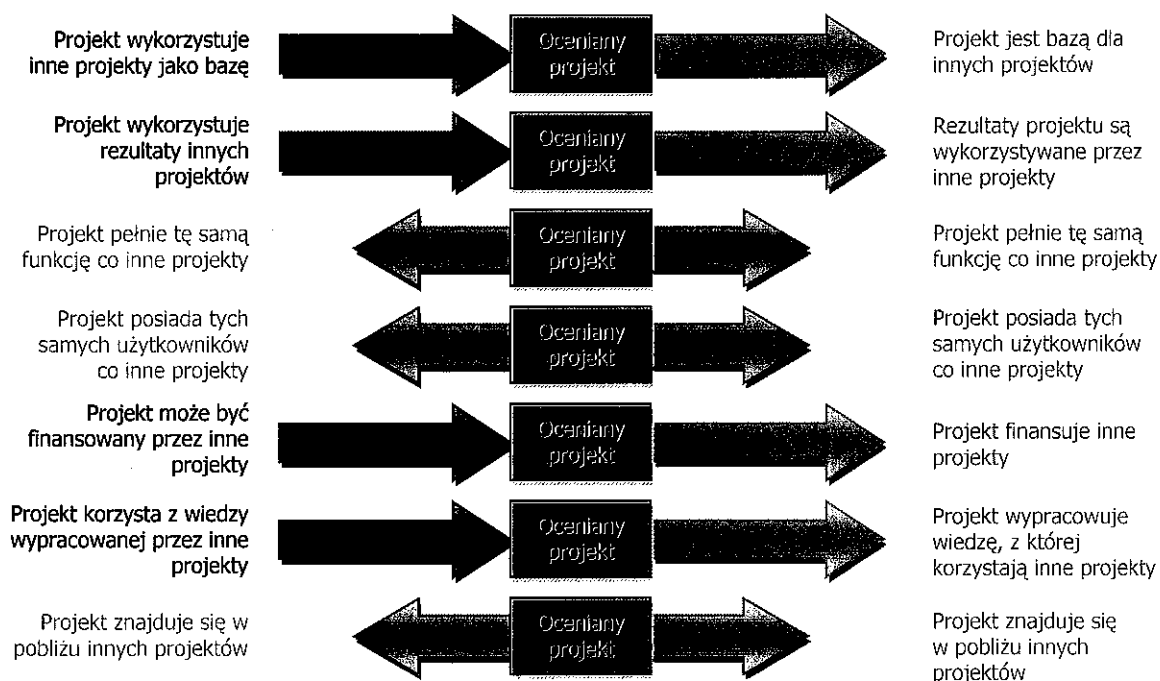 Projekt wykorzystuje
inne projekty jako bazę
Oceniany
projekt
Projekt jest bazą dla
innych projektów
Projekt wykorzystuje
rezultaty innych
projektów
Oceniany
projekt
Rezultaty projektu są
wykorzystywane przez
inne projekty
Projekt pełnie tę samą
funkcję co inne projekty
Oceniany
projekt
Projekt pełnie tę samą
funkcję co inne projekty
Projekt posiada tych
samych użytkowników
co inne projekty
Oceniany
projekt
Projekt posiada tych
samych użytkowników
co inne projekty
Projekt może być
finansowany przez inne
projekty
Oceniany
projekt
Projekt finansuje inne
projekty
Projekt korzysta z wiedzy
wypracowanej przez inne
projekty
Oceniany
projekt
Projekt wypracowuje
wiedzę, z której
korzystają inne projekty
Projekt znajduje się w
pobliżu innych projektów
Oceniany
projekt
Projekt znajduje się
w pobliżu innych
projektów